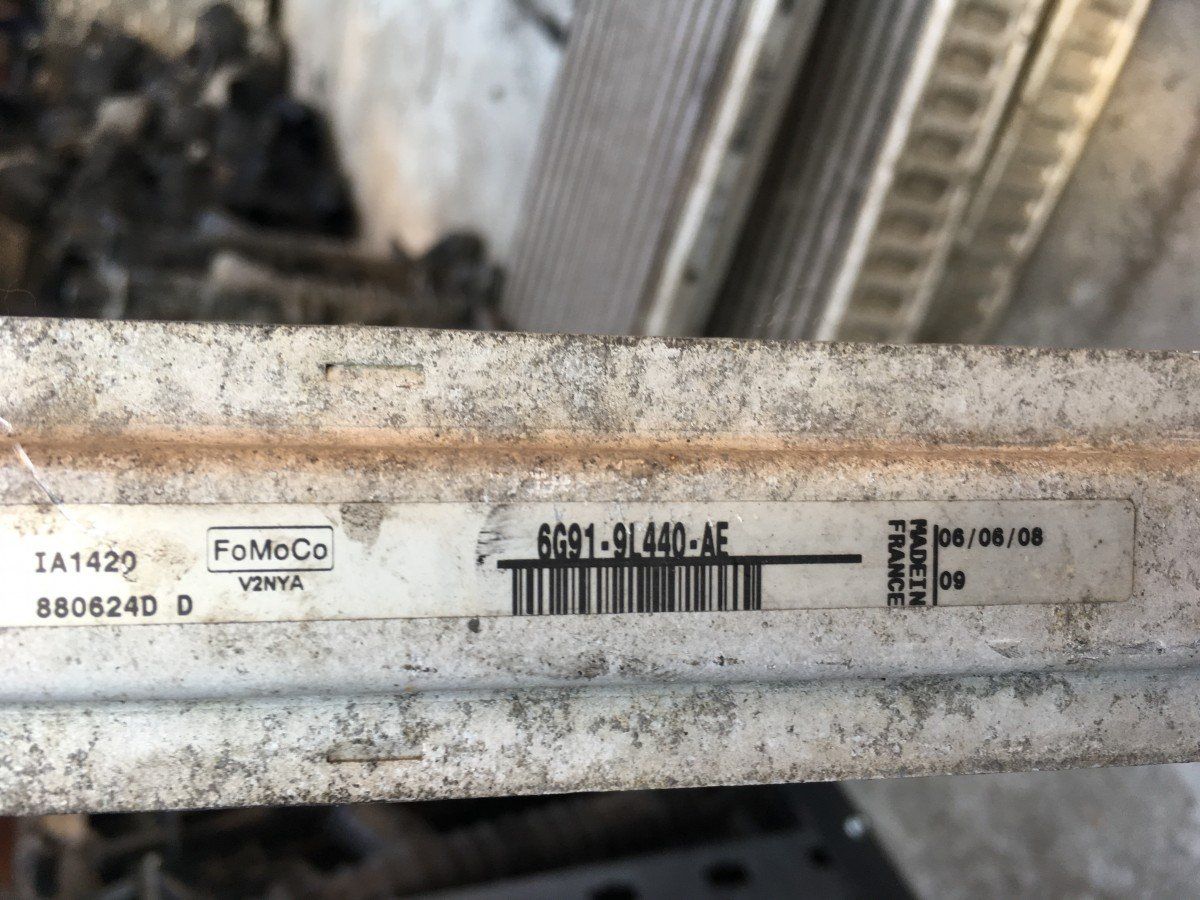 IA1420
880624D D
FoMoCo
V2NYA
6G91-9L440-AE
MADE IN
FRANCE
06/06/08
09